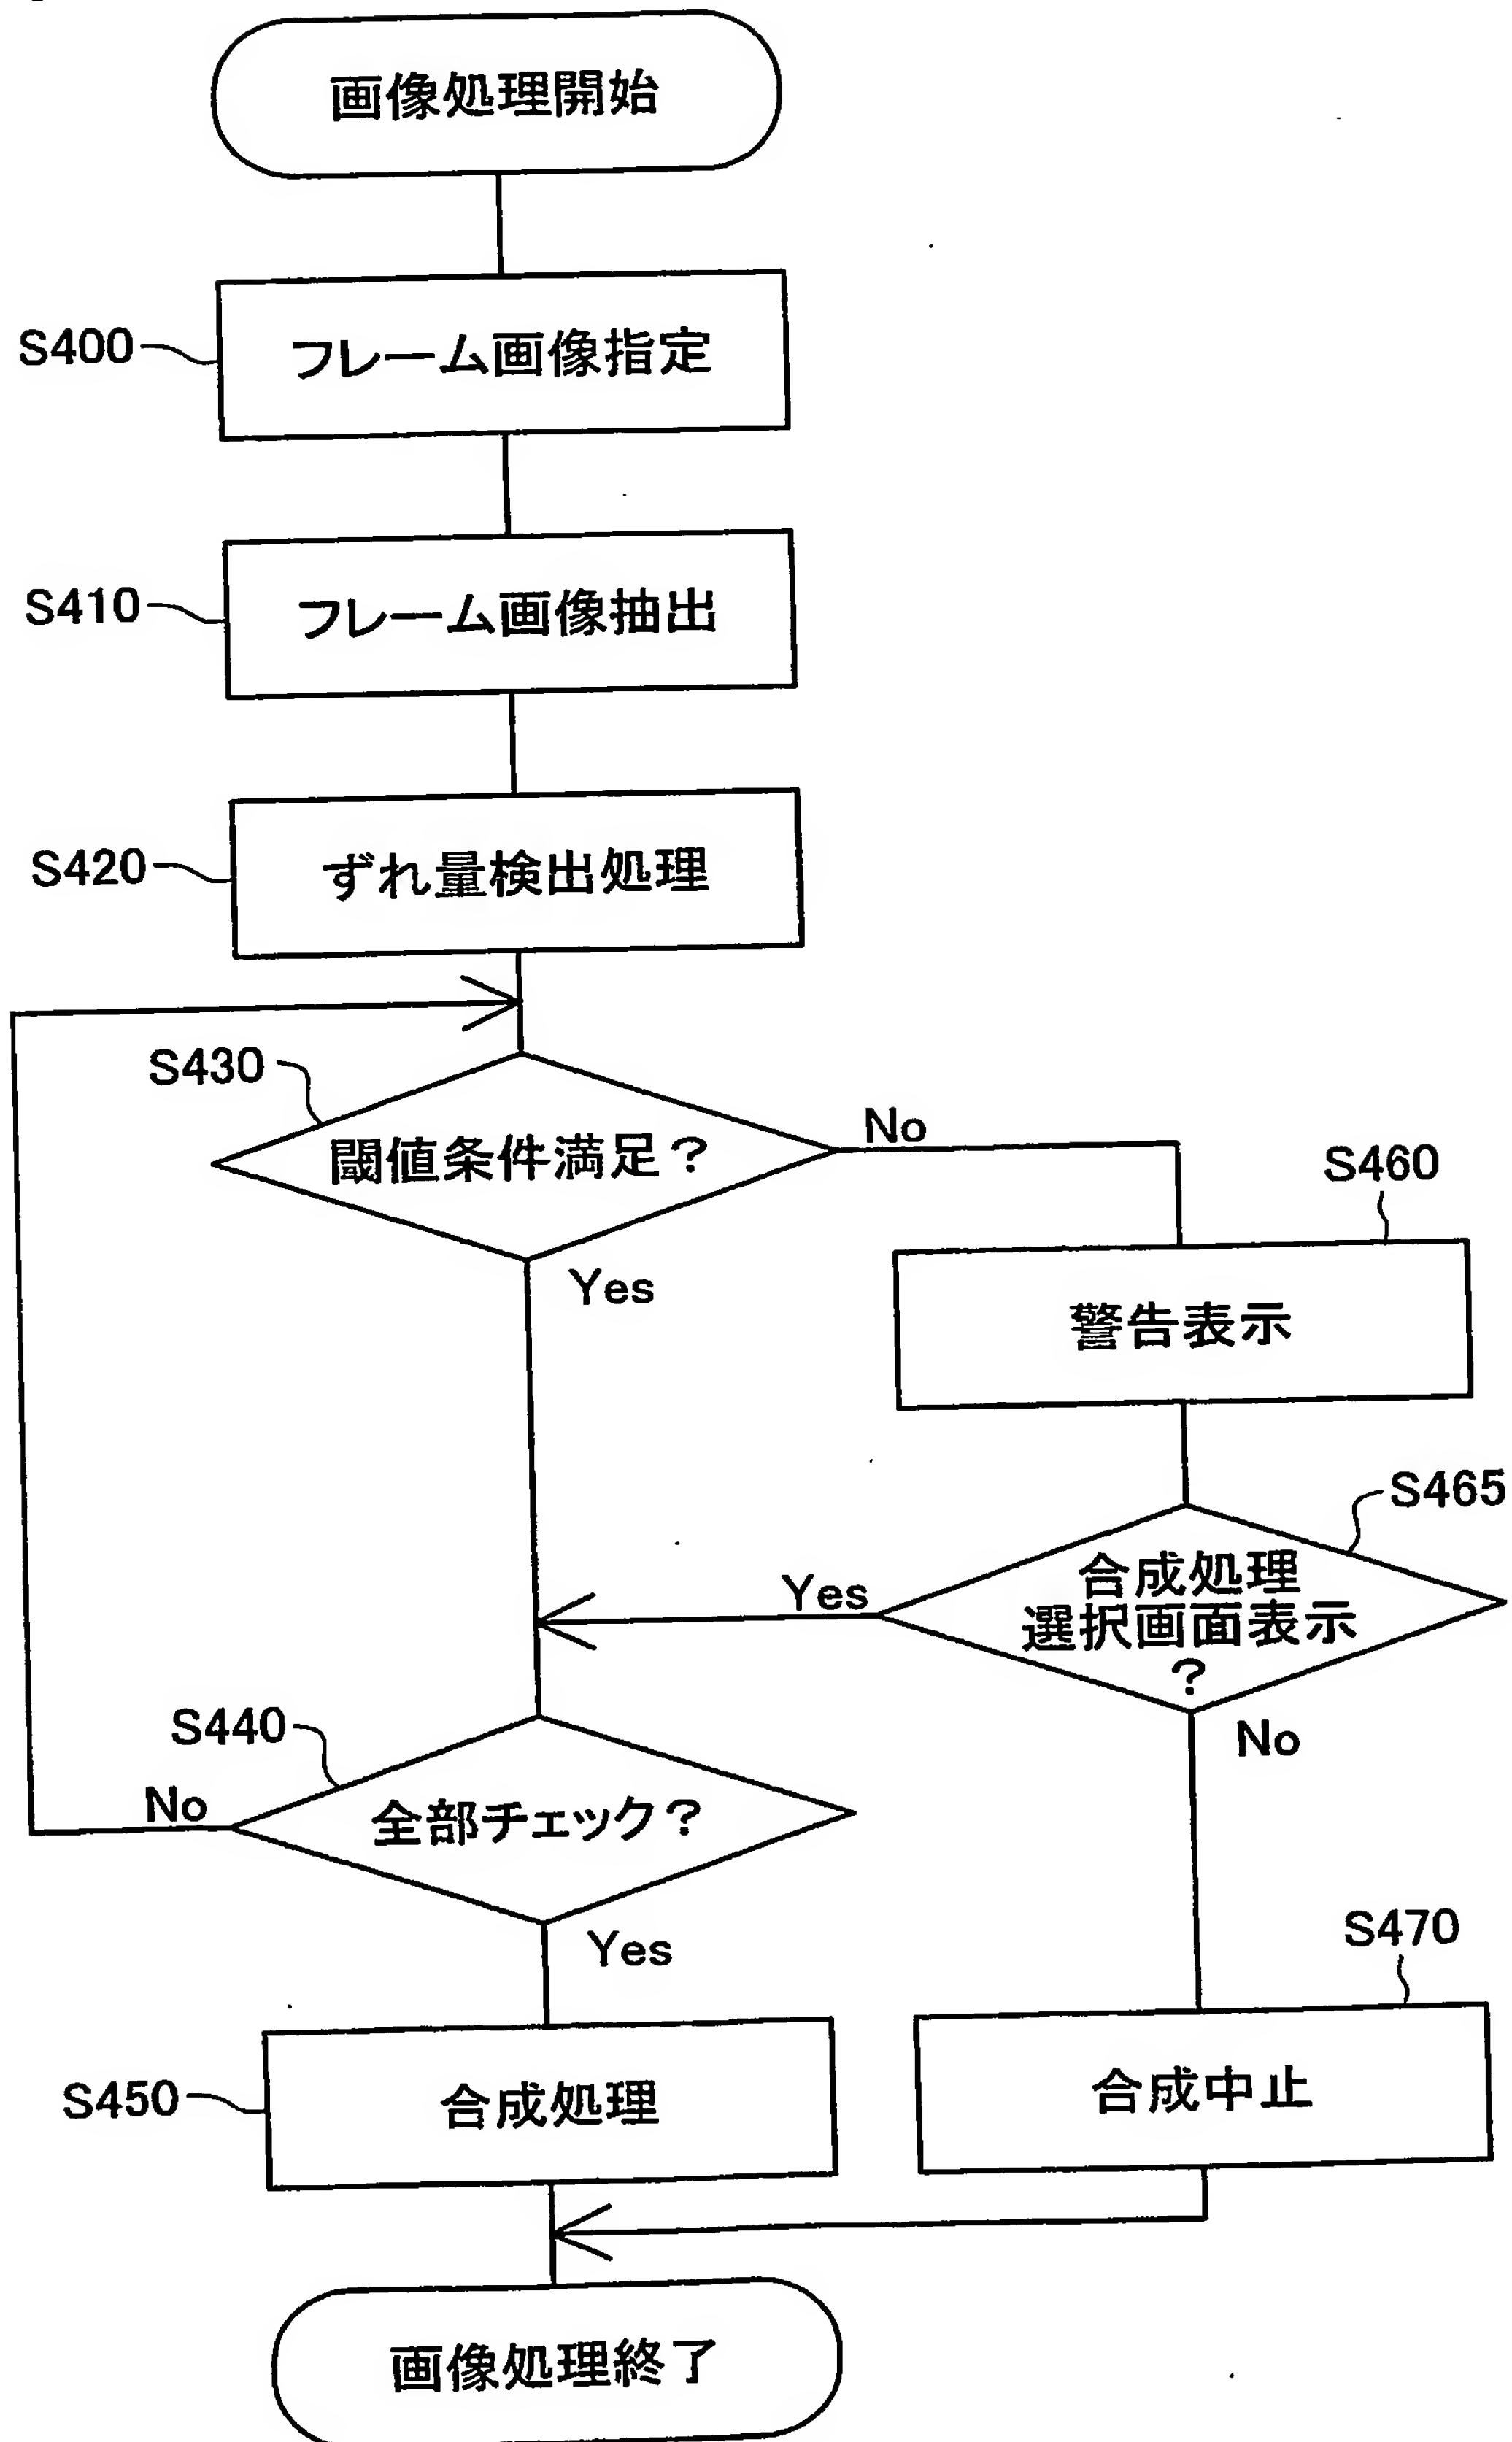 画像処理開始
S400
フレーム画像指定
S410
フレーム画像抽出
S420
ずれ量検出処理
S430
閾値条件満足？
No
Yes
S460
警告表示
S465
合成処理
選択画面表示
？
Yes
No
S440
全部チェック？
No
Yes
S450
合成処理
S470
合成中止
画像処理終了